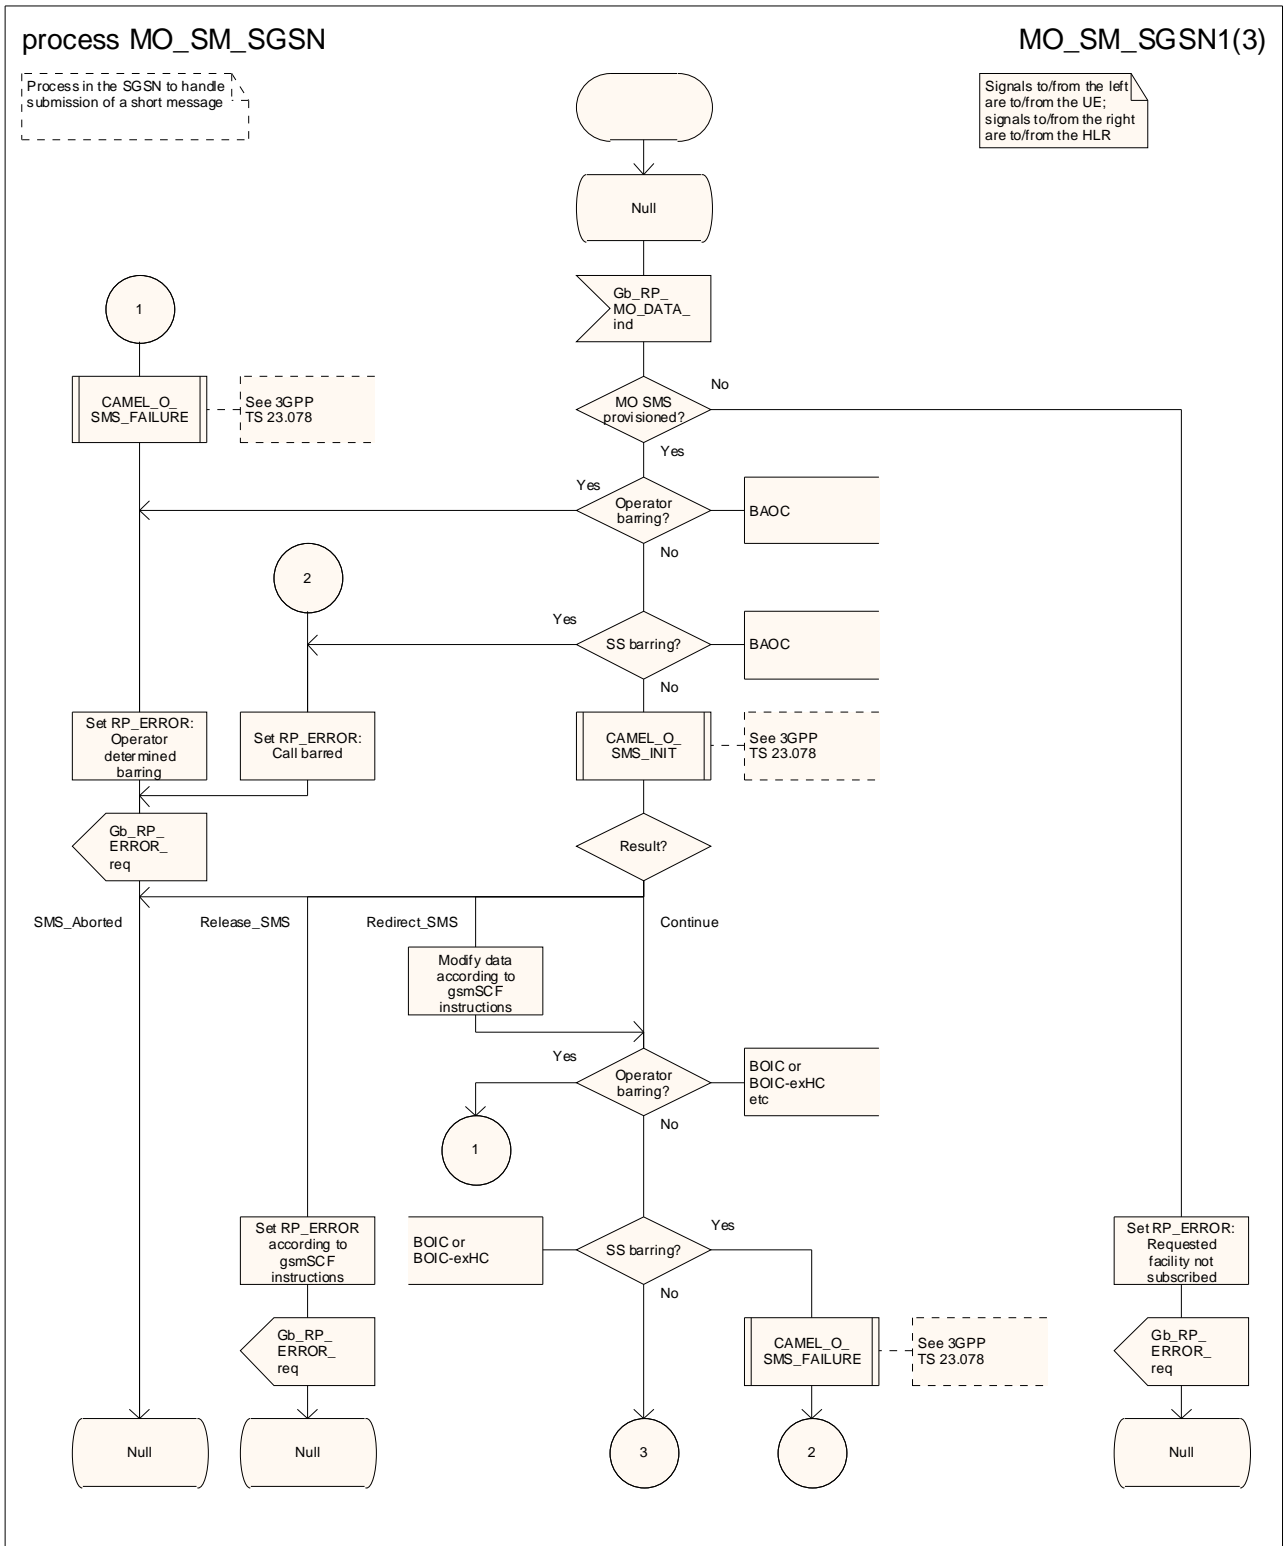 process MO_SM_SGSN
MO_SM_SGSN1(3)
Process in the SGSN to handle
submission of a short message
Signals to/from the left
are to/from the UE;
signals to/from the right
are to/from the HLR
Null
Gb_RP_
MO_DATA_
ind
1
CAMEL_O_
SMS_FAILURE
See 3GPP
TS 23.078
MO SMS
provisioned?
No
Yes
Yes
Operator
barring?
BAOC
No
2
Yes
SS barring?
BAOC
No
Set RP_ERROR:
Operator
determined
barring
Set RP_ERROR:
Call barred
CAMEL_O_
SMS_INIT
See 3GPP
TS 23.078
Gb_RP_
ERROR_
req
Result?
SMS_Aborted
Release_SMS
Redirect_SMS
Continue
Modify data
according to
gsmSCF
instructions
Yes
Operator
barring?
BOIC or
BOIC-exHC
etc
No
1
Set RP_ERROR
according to
gsmSCF
instructions
BOIC or
BOIC-exHC
SS barring?
Yes
No
Set RP_ERROR:
Requested
facility not
subscribed
Gb_RP_
ERROR_
req
CAMEL_O_
SMS_FAILURE
See 3GPP
TS 23.078
Gb_RP_
ERROR_
req
Null
Null
3
2
Null